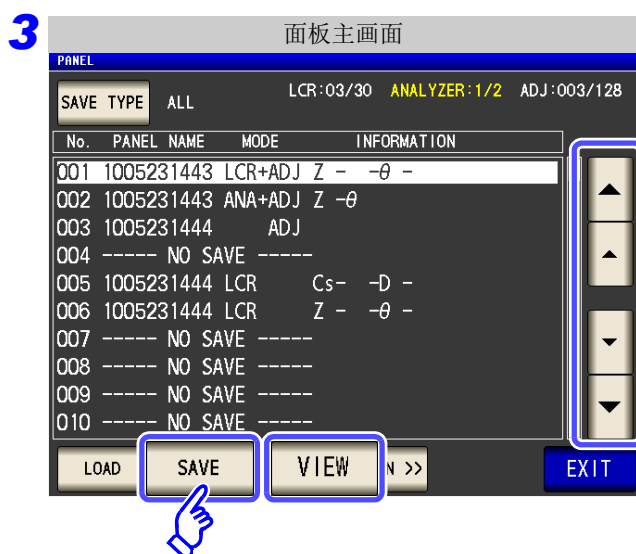 3
面板主画面
PANEL
SAVE TYPE ALL LCR:03/30 ANALYZER:1/2 ADJ:003/128
No. PANEL NAME MODE INFORMATION
001 1005231443 LCR+ADJ Z - -θ -
002 1005231443 ANA+ADJ Z -θ
003 1005231444 ADJ
004 ----- NO SAVE -----
005 1005231444 LCR Cs- -D -
006 1005231444 LCR Z - -θ -
007 ----- NO SAVE -----
008 ----- NO SAVE -----
009 ----- NO SAVE -----
010 ----- NO SAVE -----
LOAD SAVE VIEW N >> EXIT